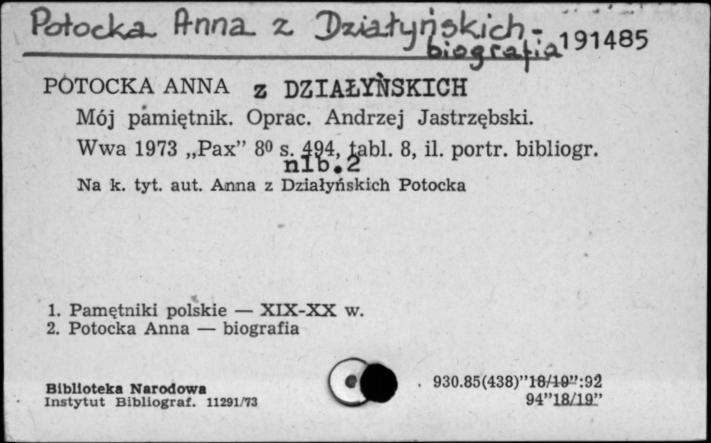 Potocka Anna z Działyńskich -
biografia 191485
POTOCKA ANNA z DZIAŁYŃSKICH
Mój pamiętnik. Oprac. Andrzej Jastrzębski.
Wwa 1973 „Pax” 8⁰ s. 494, tabl. 8, il. portr. bibliogr.
nlb.2
Na k. tyt. aut. Anna z Działyńskich Potocka
1. Pamiętniki polskie — XIX-XX w.
2. Potocka Anna — biografia
Biblioteka Narodowa
Instytut Bibliograf. 11291/73
930.85(438)”18/19”:92
94”18/19”